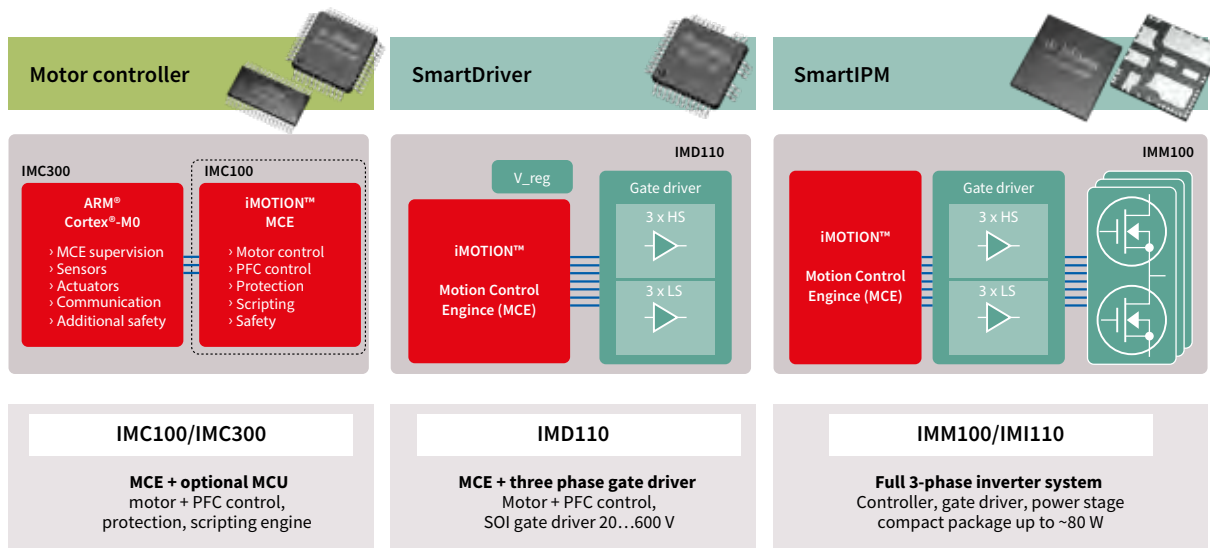 Motor controller
SmartDriver
SmartIPM
IMC300
ARM®
Cortex®-M0
› MCE supervision
› Sensors
› Actuators
› Communication
› Additional safety
IMC100
iMOTION™
MCE
› Motor control
› PFC control
› Protection
› Scripting
› Safety
IMD110
V_reg
iMOTION™
Motion Control
Engince (MCE)
Gate driver
3 x HS
3 x LS
IMM100
iMOTION™
Motion Control
Engince (MCE)
Gate driver
3 x HS
3 x LS
IMC100/IMC300
MCE + optional MCU
motor + PFC control,
protection, scripting engine
IMD110
MCE + three phase gate driver
Motor + PFC control,
SOI gate driver 20…600 V
IMM100/IMI110
Full 3-phase inverter system
Controller, gate driver, power stage
compact package up to ~80 W